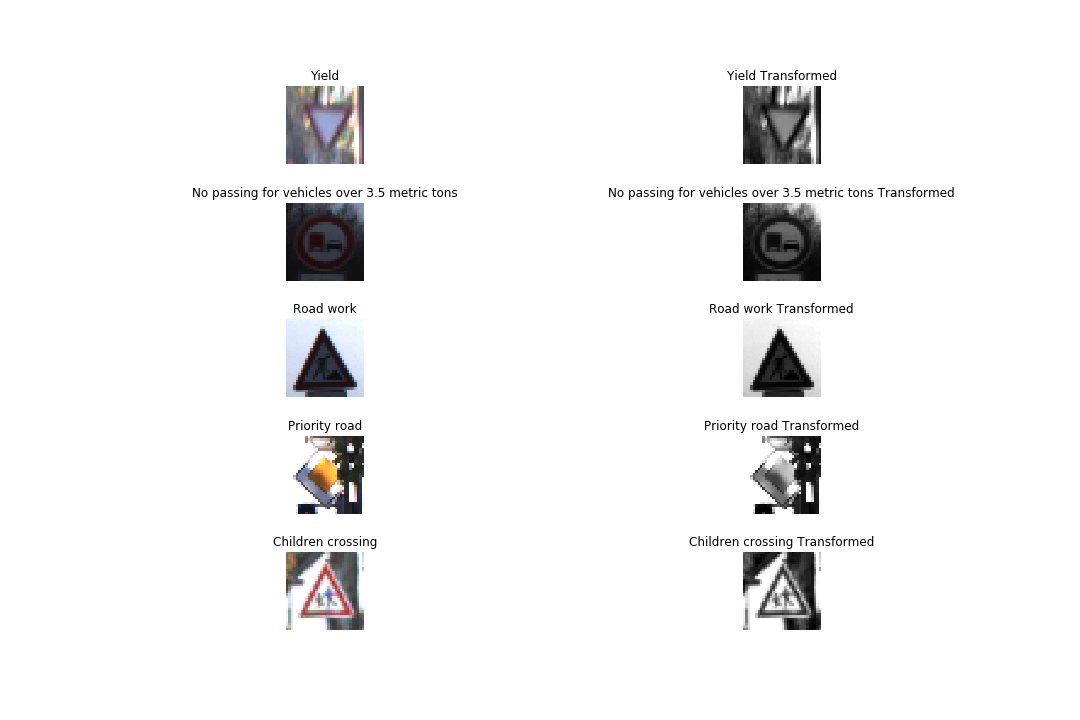 Yield
Yield Transformed
No passing for vehicles over 3.5 metric tons
No passing for vehicles over 3.5 metric tons Transformed
Road work
Road work Transformed
Priority road
Priority road Transformed
Children crossing
Children crossing Transformed